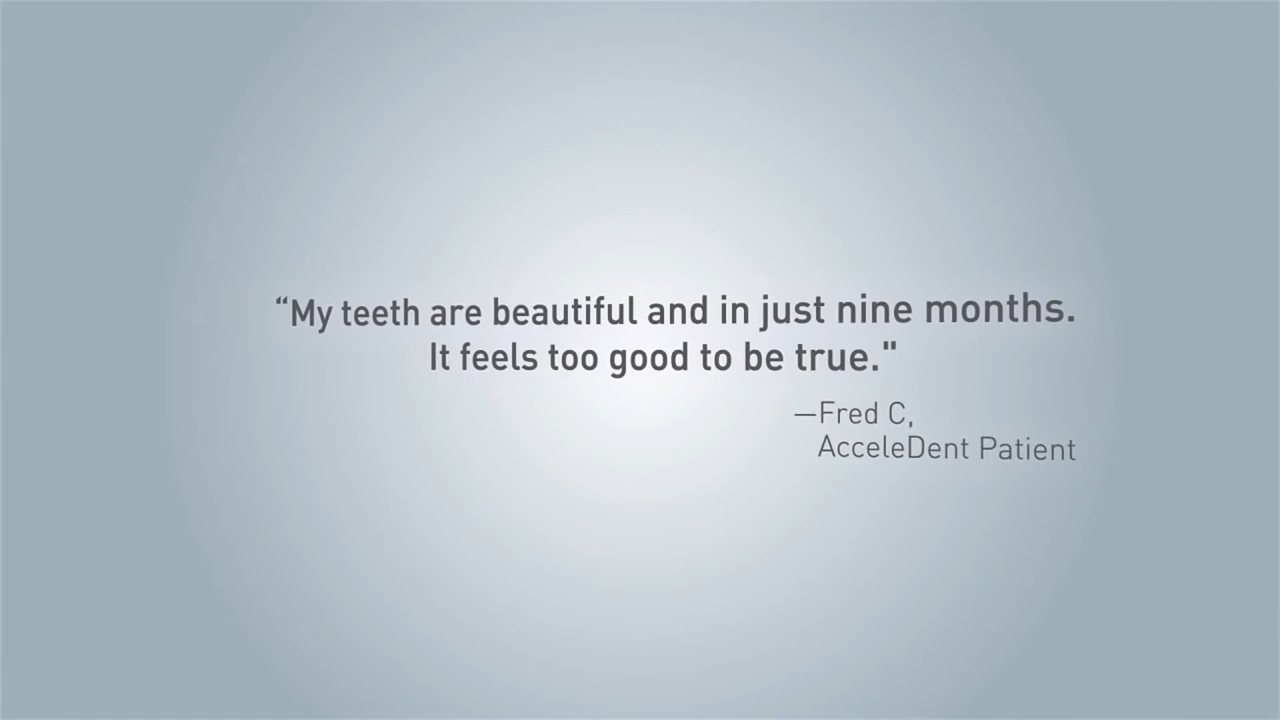 “My teeth are beautiful and in just nine months.
It feels too good to be true."
—Fred C,
AcceleDent Patient